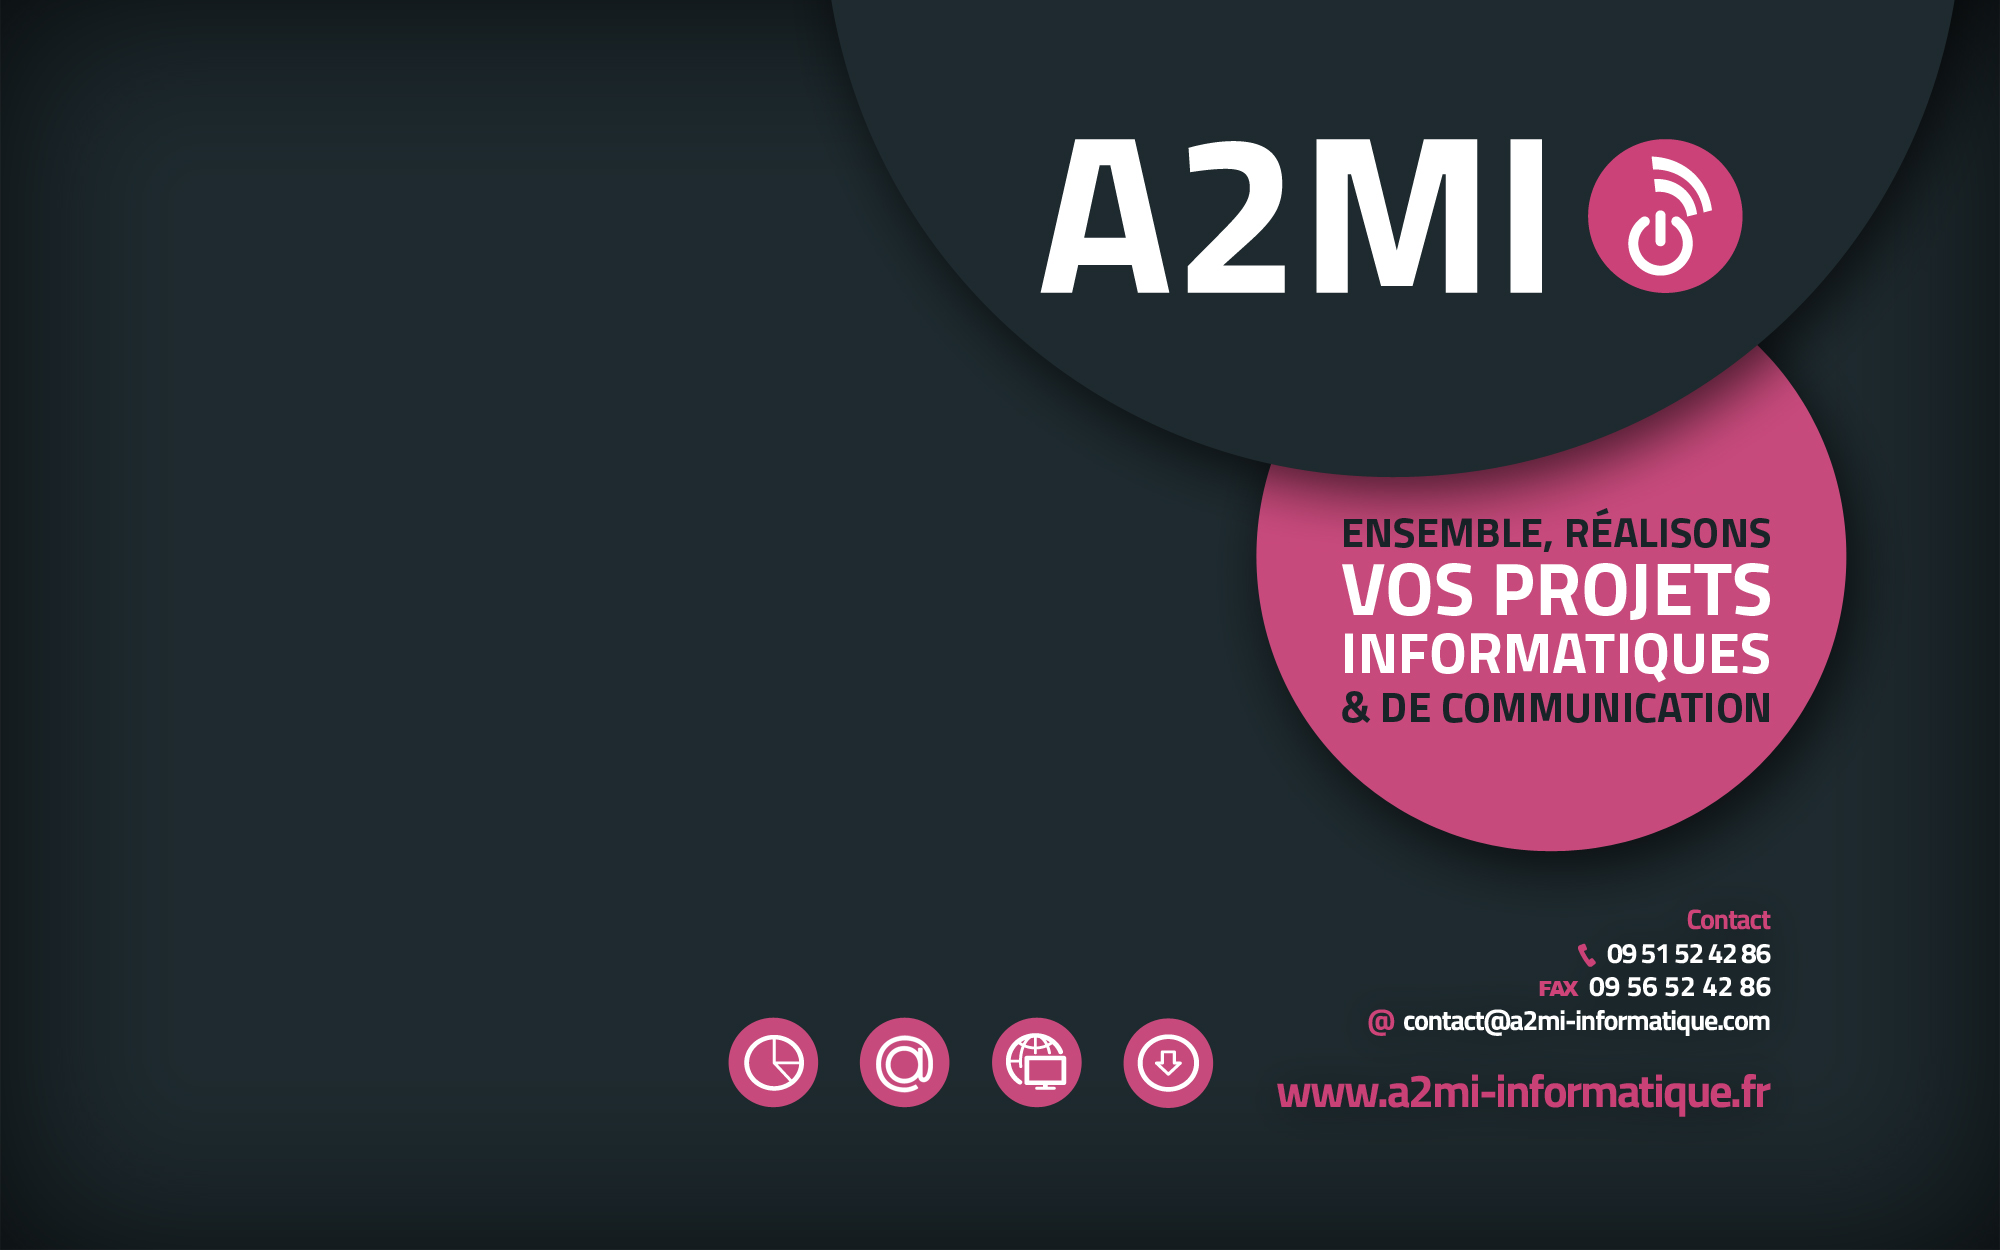 A2MI
ENSEMBLE, RÉALISONS
VOS PROJETS
INFORMATIQUES
& DE COMMUNICATION
Contact
09 51 52 42 86
FAX 09 56 52 42 86
@ contact@a2mi-informatique.com
www.a2mi-informatique.fr